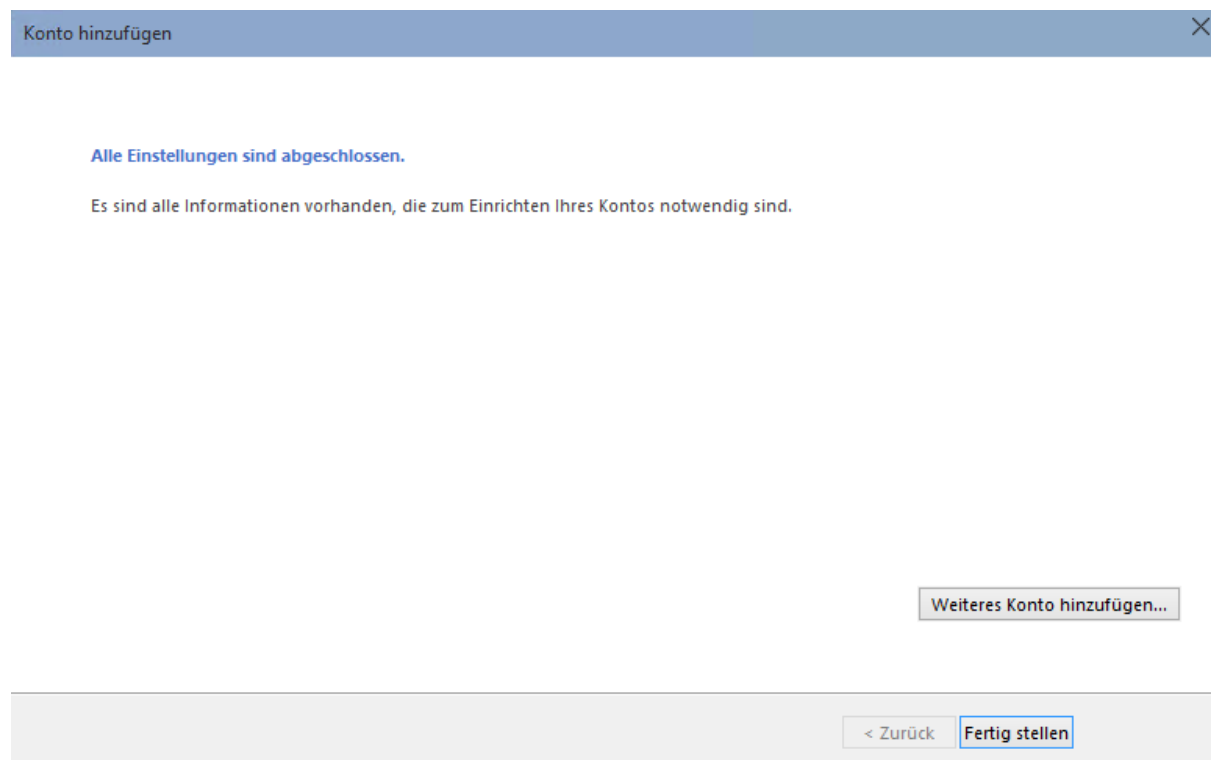 Konto hinzufügen
Alle Einstellungen sind abgeschlossen.
Es sind alle Informationen vorhanden, die zum Einrichten Ihres Kontos notwendig sind.
Weiteres Konto hinzufügen...
< Zurück
Fertig stellen